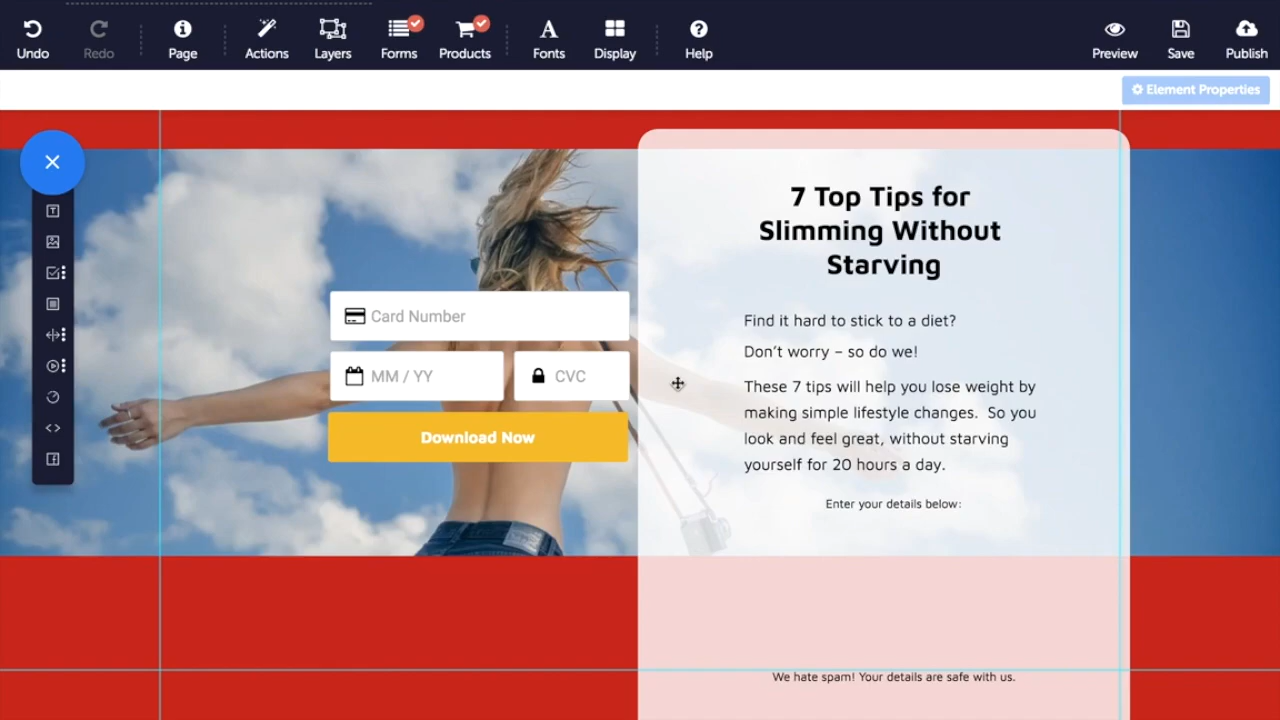 Undo
Redo
Page
Actions
Layers
Forms
Products
Fonts
Display
Help
Preview
Save
Publish
Element Properties
7 Top Tips for
Slimming Without
Starving
Find it hard to stick to a diet?
Don't worry – so do we!
These 7 tips will help you lose weight by
making simple lifestyle changes.  So you
look and feel great, without starving
yourself for 20 hours a day.
Enter your details below:
Card Number
MM / YY
CVC
Download Now
We hate spam! Your details are safe with us.